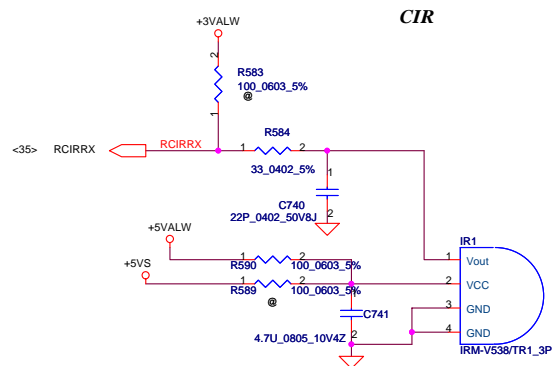 CIR
+3VALW
2
R583
100_0603_5%
@
1
R584
<35> RCIRRX RCIRRX 1 2
33_0402_5%
1
C740
2
22P_0402_50V8J
+5VALW
IR1
1 2
R590 100_0603_5%
1 Vout
+5VS
1 2
R589 100_0603_5%
2 VCC
@
1
C741
3 GND
4.7U_0805_10V4Z 2
4 GND
IRM-V538/TR1_3P